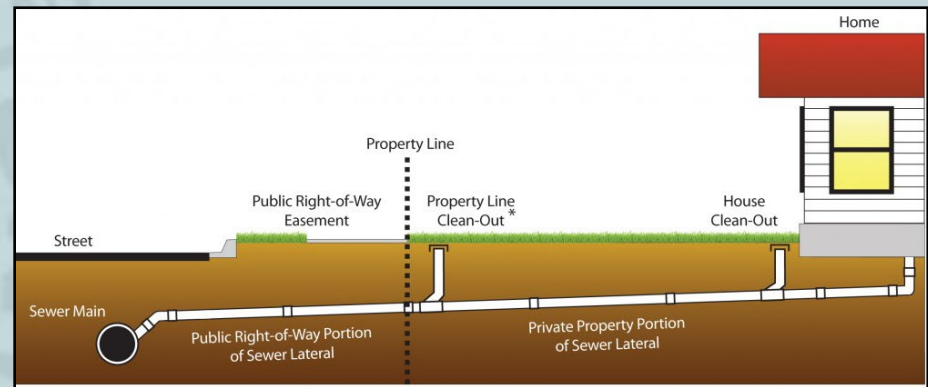 Home
Property Line
Public Right-of-Way
Easement
Property Line
Clean-Out *
House
Clean-Out
Street
Sewer Main
Public Right-of-Way Portion
of Sewer Lateral
Private Property Portion
of Sewer Lateral